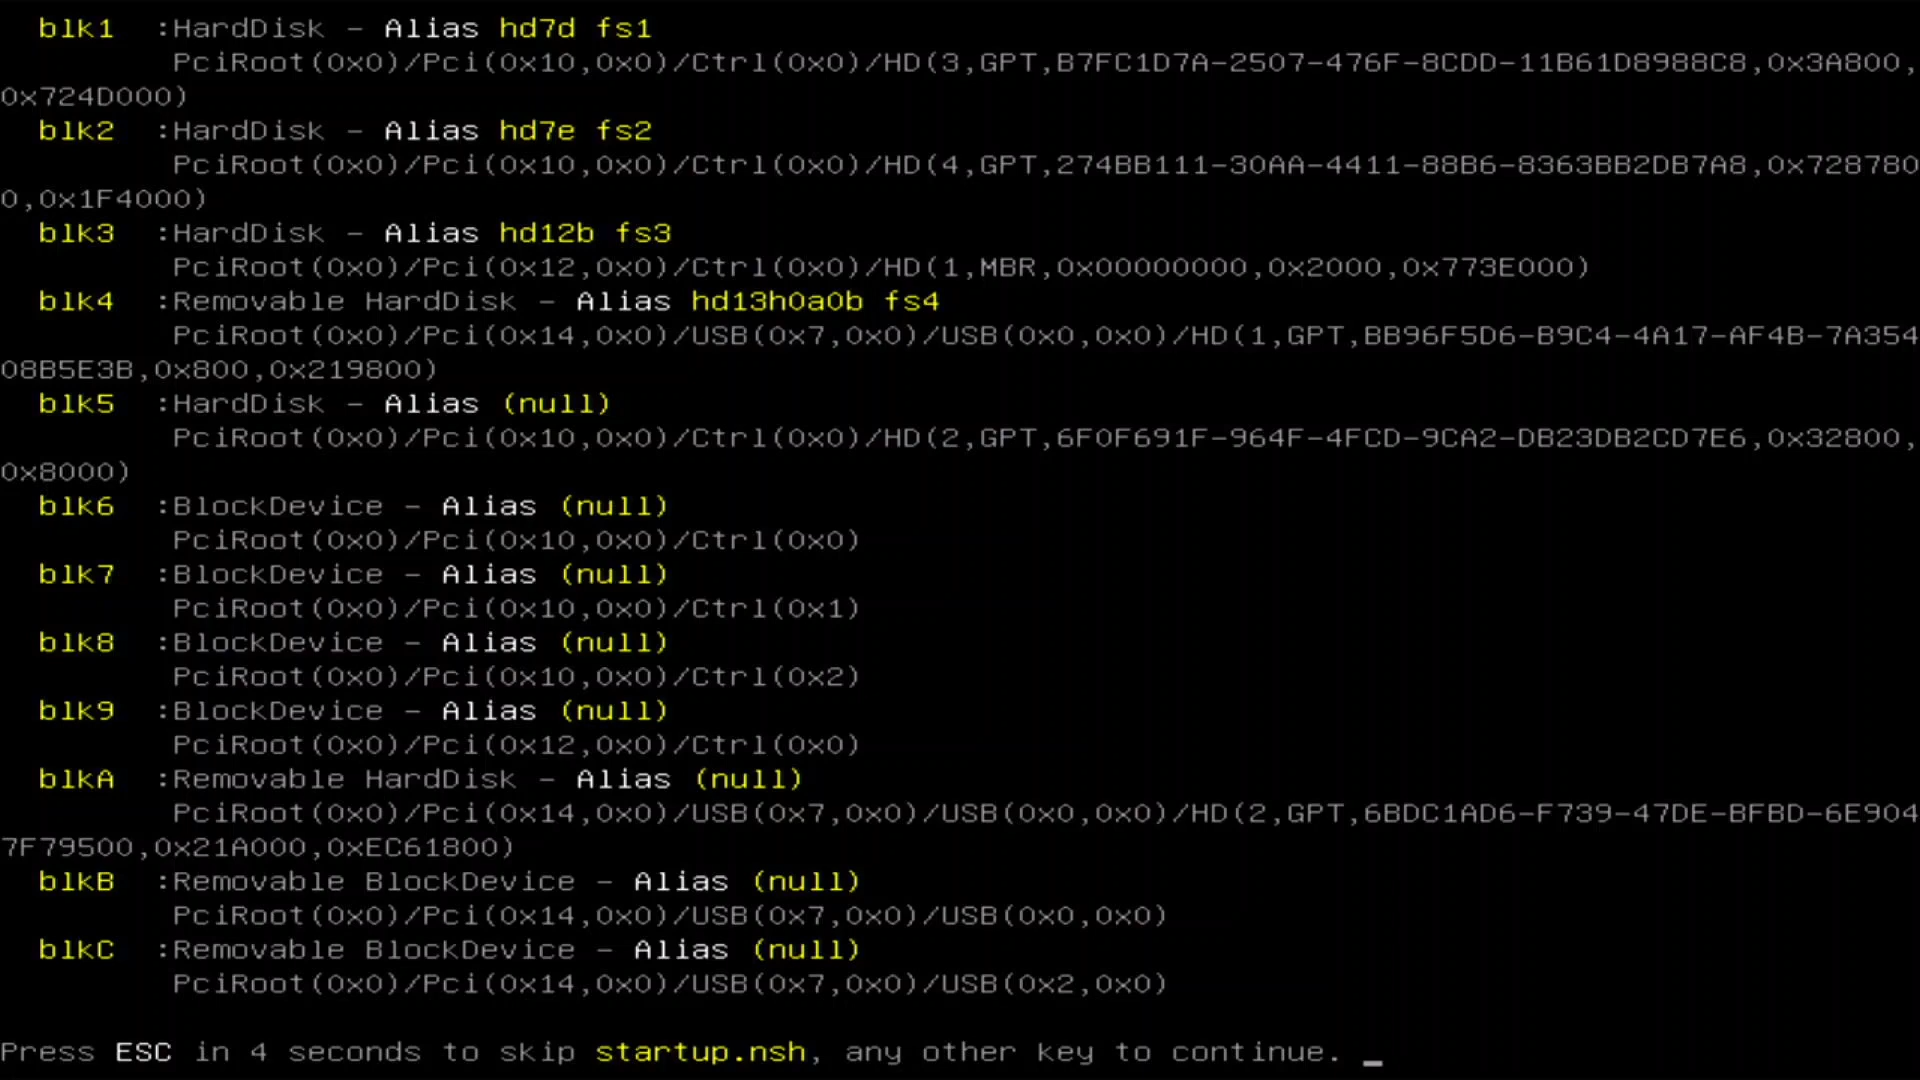 blk1 :HardDisk - Alias hd7d fs1
PciRoot(0x0)/Pci(0x10,0x0)/Ctrl(0x0)/HD(3,GPT,B7FC1D7A-2507-476F-8CDD-11B61D8988C8,0x3A800,
0x724D000)
blk2 :HardDisk - Alias hd7e fs2
PciRoot(0x0)/Pci(0x10,0x0)/Ctrl(0x0)/HD(4,GPT,274BB111-30AA-4411-88B6-8363BB2DB7A8,0x728780
0,0x1F4000)
blk3 :HardDisk - Alias hd12b fs3
PciRoot(0x0)/Pci(0x12,0x0)/Ctrl(0x0)/HD(1,MBR,0x00000000,0x2000,0x773E000)
blk4 :Removable HardDisk - Alias hd13h0a0b fs4
PciRoot(0x0)/Pci(0x14,0x0)/USB(0x7,0x0)/USB(0x0,0x0)/HD(1,GPT,BB96F5D6-B9C4-4A17-AF4B-7A354
08B5E3B,0x800,0x219800)
blk5 :HardDisk - Alias (null)
PciRoot(0x0)/Pci(0x10,0x0)/Ctrl(0x0)/HD(2,GPT,6F0F691F-964F-4FCD-9CA2-DB23DB2CD7E6,0x32800,
0x8000)
blk6 :BlockDevice - Alias (null)
PciRoot(0x0)/Pci(0x10,0x0)/Ctrl(0x0)
blk7 :BlockDevice - Alias (null)
PciRoot(0x0)/Pci(0x10,0x0)/Ctrl(0x1)
blk8 :BlockDevice - Alias (null)
PciRoot(0x0)/Pci(0x10,0x0)/Ctrl(0x2)
blk9 :BlockDevice - Alias (null)
PciRoot(0x0)/Pci(0x12,0x0)/Ctrl(0x0)
blkA :Removable HardDisk - Alias (null)
PciRoot(0x0)/Pci(0x14,0x0)/USB(0x7,0x0)/USB(0x0,0x0)/HD(2,GPT,6BDC1AD6-F739-47DE-BFBD-6E904
7F79500,0x21A000,0xEC61800)
blkB :Removable BlockDevice - Alias (null)
PciRoot(0x0)/Pci(0x14,0x0)/USB(0x7,0x0)/USB(0x0,0x0)
blkC :Removable BlockDevice - Alias (null)
PciRoot(0x0)/Pci(0x14,0x0)/USB(0x7,0x0)/USB(0x2,0x0)
Press ESC in 4 seconds to skip startup.nsh, any other key to continue. _